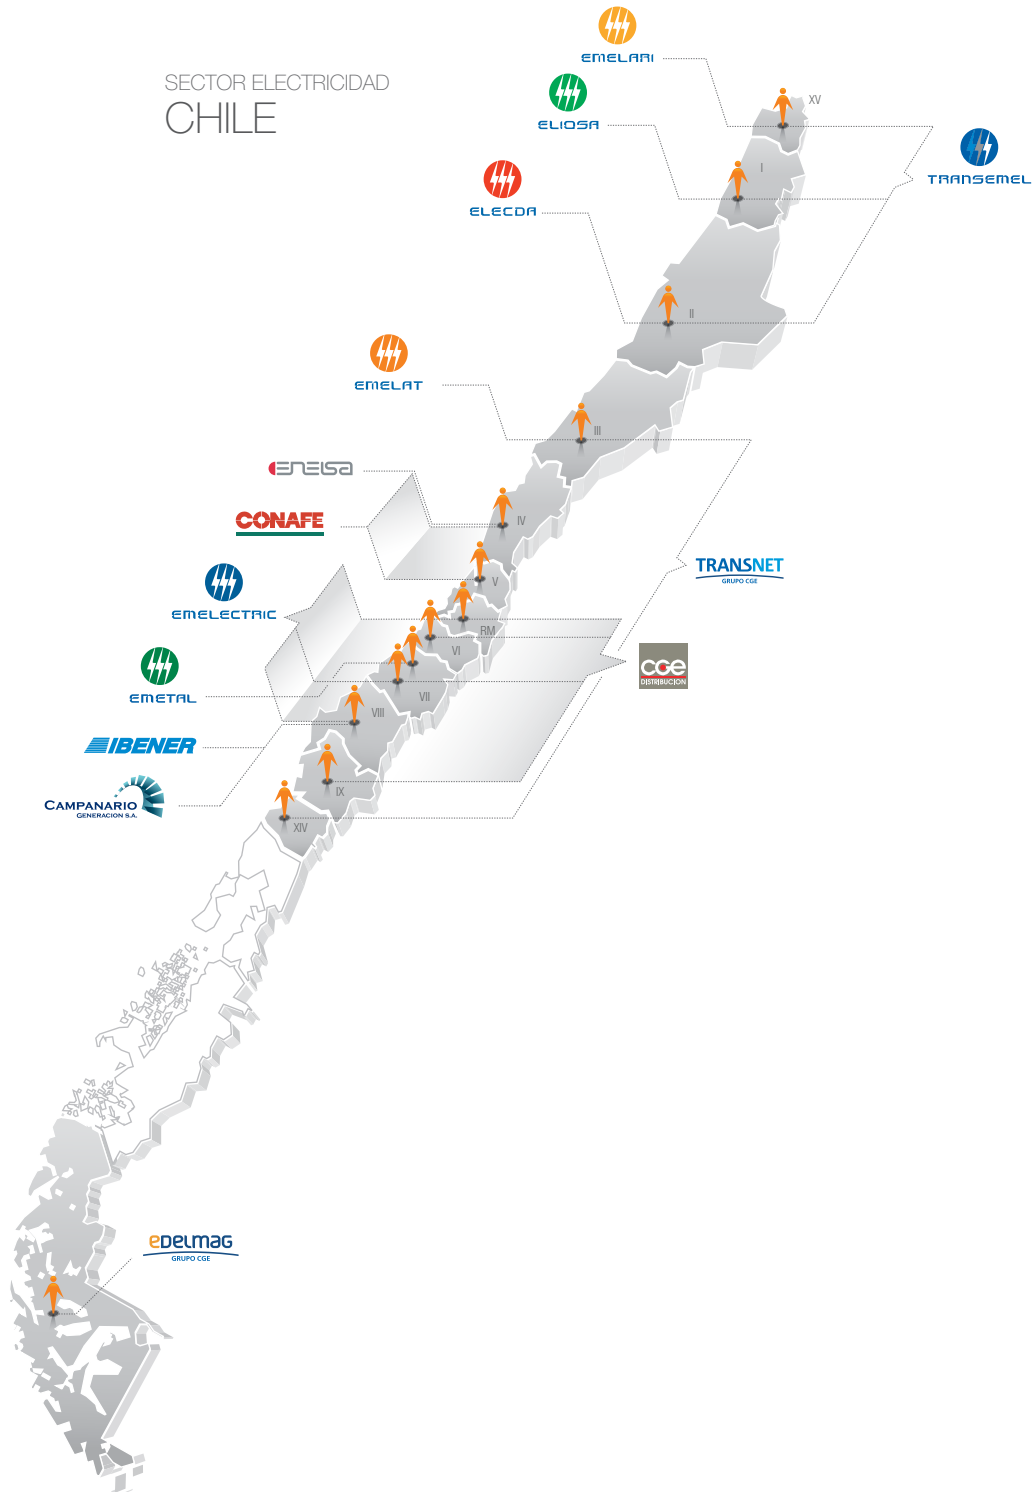 SECTOR ELECTRICIDAD
CHILE
EMELARI
XV
ELIOSA
TRANSEMEL
I
ELECDA
II
EMELAT
III
ENELSA
CONAFE
IV
TRANSNET
GRUPO CGE
V
EMELECTRIC
RM
VI
CGE
DISTRIBUCION
EMETAL
VII
VIII
IBENER
IX
CAMPANARIO
GENERACION S.A.
XIV
eDELMAG
GRUPO CGE